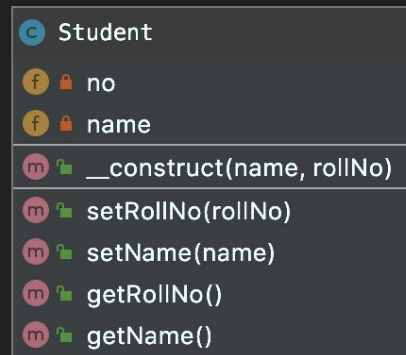 C Student
f no
f name
m __construct(name, rollNo)
m setRollNo(rollNo)
m setName(name)
m getRollNo()
m getName()